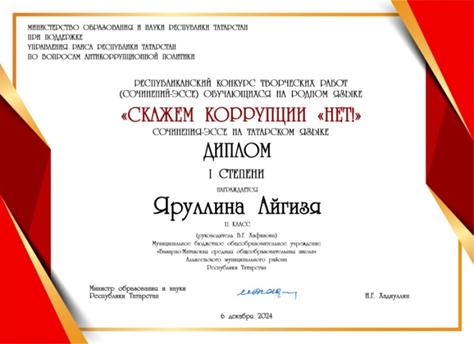 МИНИСТЕРСТВО ОБРАЗОВАНИЯ И НАУКИ РЕСПУБЛИКИ ТАТАРСТАН
ПРИ ПОДДЕРЖКЕ
УПРАВЛЕНИЯ РАИСА РЕСПУБЛИКИ ТАТАРСТАН
ПО ВОПРОСАМ АНТИКОРРУПЦИОННОЙ ПОЛИТИКИ
РЕСПУБЛИКАНСКИЙ КОНКУРС ТВОРЧЕСКИХ РАБОТ
(СОЧИНЕНИЙ-ЭССЕ) ОБУЧАЮЩИХСЯ НА РОДНОМ ЯЗЫКЕ
«СКАЖЕМ КОРРУПЦИИ «НЕТ!»
СОЧИНЕНИЯ-ЭССЕ НА ТАТАРСКОМ ЯЗЫКЕ
ДИПЛОМ
I СТЕПЕНИ
НАГРАЖДАЕТСЯ
Яруллина Айгизя
11 КЛАСС
(руководитель В.Г. Хафизова)
Муниципальное бюджетное общеобразовательное учреждение
средняя общеобразовательная школа»
Алькеевского муниципального района
Республики Татарстан
Министр образования и науки
Республики Татарстан
И.Г. Хадиуллин
6 декабря 2024